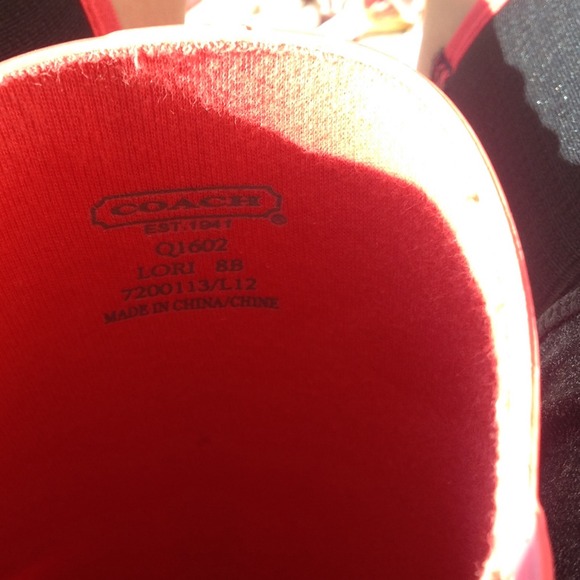 COACH
EST. 1941 ®
Q1602
LORI 8B
7200113/L12
MADE IN CHINA/CHINE